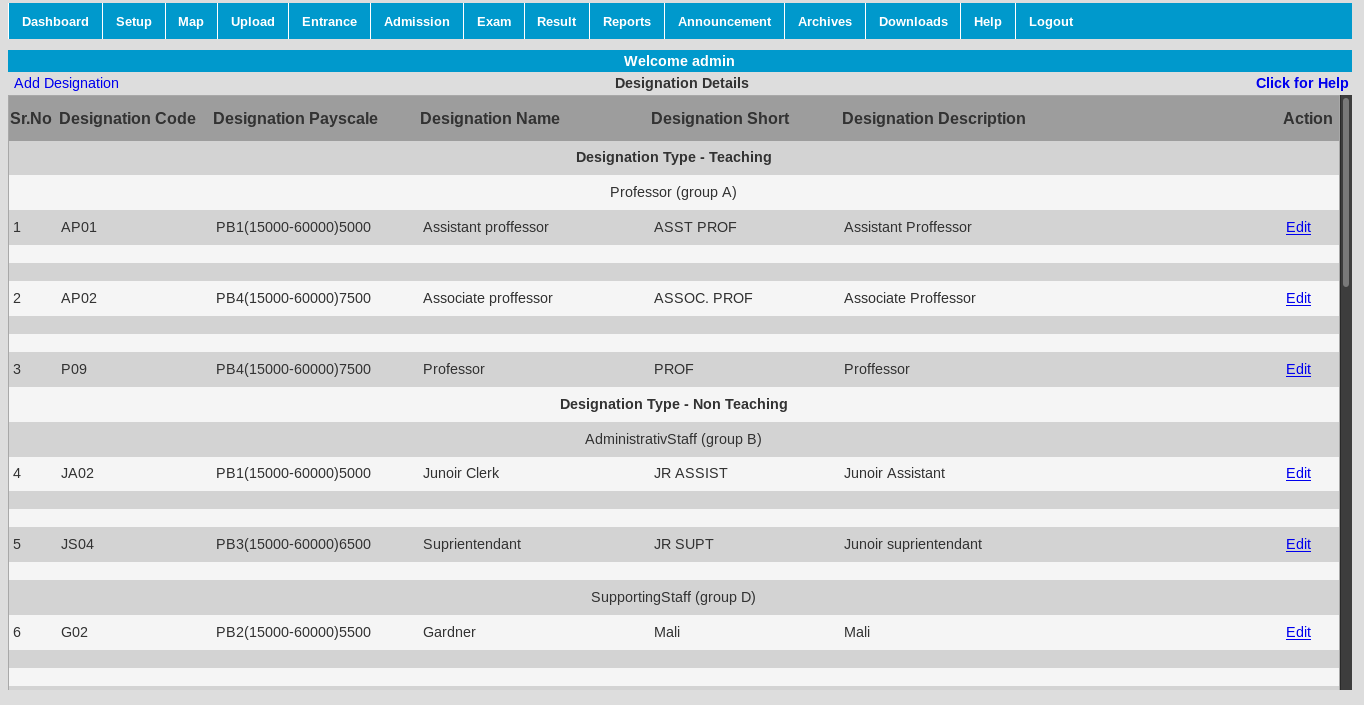 Dashboard Setup Map Upload Entrance Admission Exam Result Reports Announcement Archives Downloads Help Logout
Welcome admin
Add Designation Designation Details Click for Help
Sr.No Designation Code Designation Payscale Designation Name Designation Short Designation Description Action
Designation Type - Teaching
Professor (group A)
1 AP01 PB1(15000-60000)5000 Assistant proffessor ASST PROF Assistant Proffessor Edit
2 AP02 PB4(15000-60000)7500 Associate proffessor ASSOC. PROF Associate Proffessor Edit
3 P09 PB4(15000-60000)7500 Professor PROF Proffessor Edit
Designation Type - Non Teaching
AdministrativStaff (group B)
4 JA02 PB1(15000-60000)5000 Junoir Clerk JR ASSIST Junoir Assistant Edit
5 JS04 PB3(15000-60000)6500 Suprientendant JR SUPT Junoir suprientendant Edit
SupportingStaff (group D)
6 G02 PB2(15000-60000)5500 Gardner Mali Mali Edit